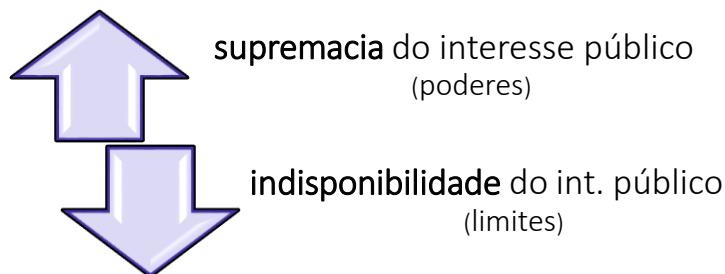 supremacia do interesse público
(poderes)
indisponibilidade do int. público
(limites)